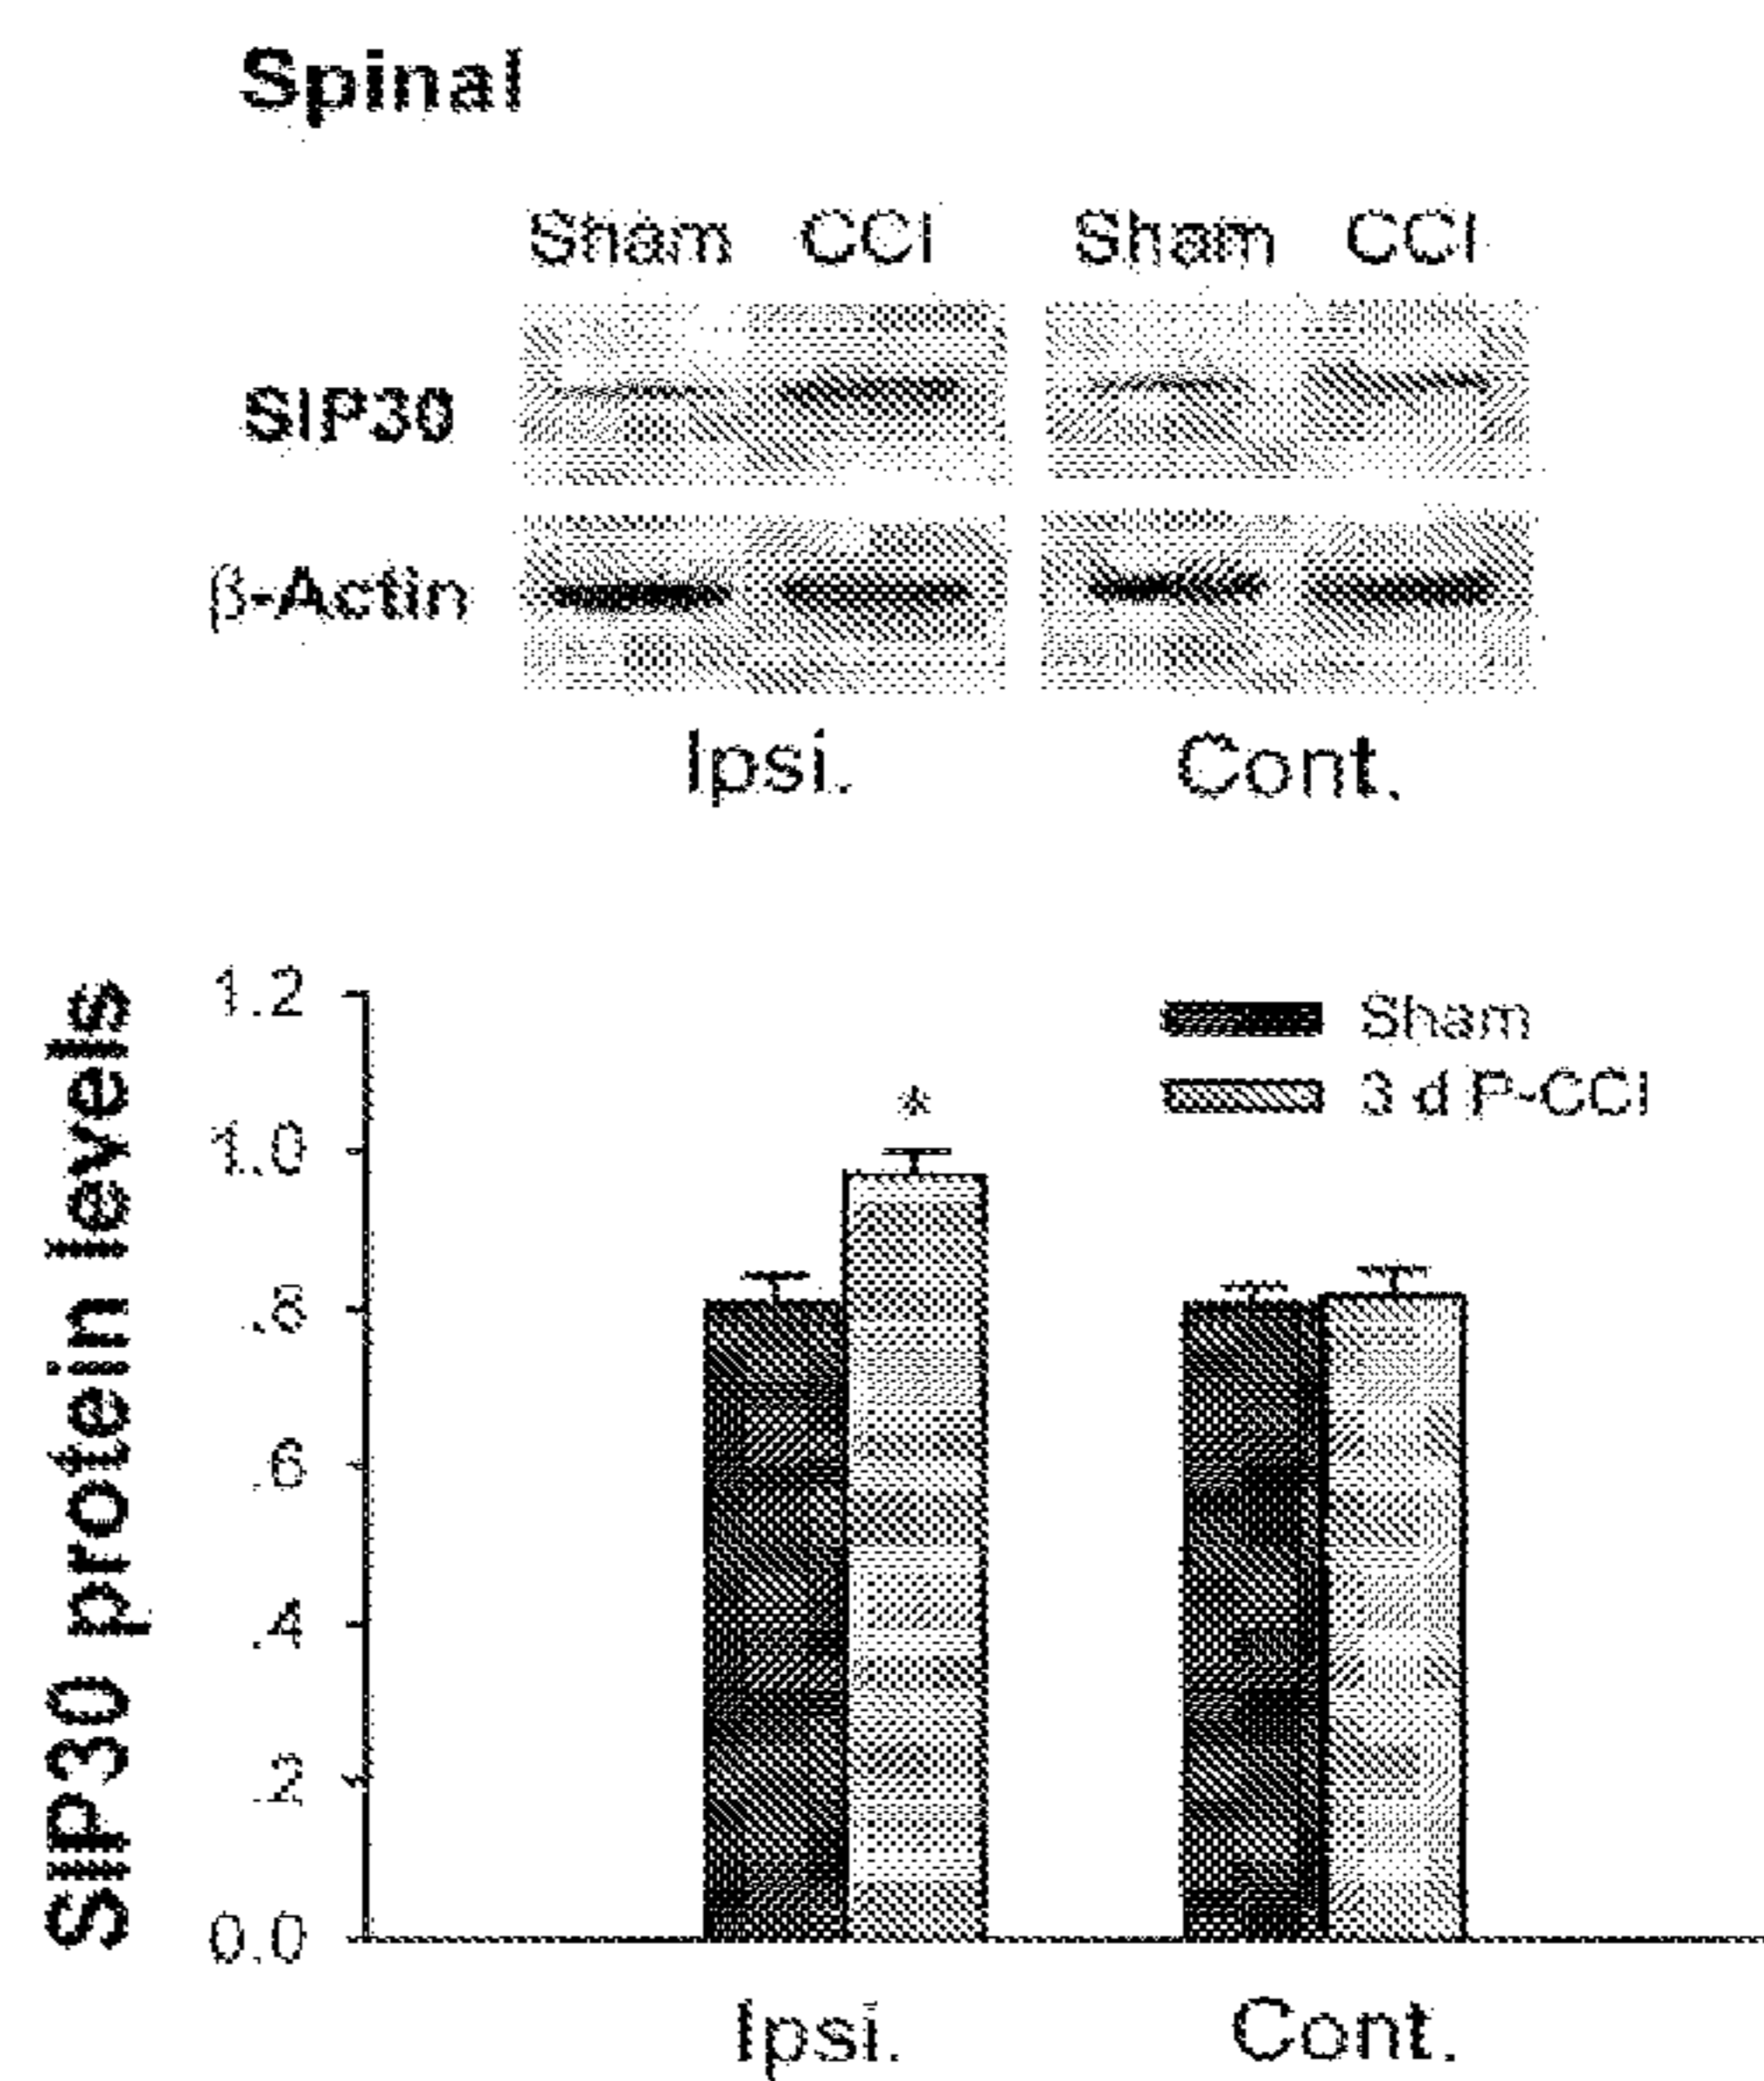 Spinal
Sham CCI Sham CCI
SIP30
β-Actin
Ipsi. Cont.
SIP30 protein levels
1.2
1.0
.8
.6
.4
.2
0.0
*
Sham
3 d P-CCI
Ipsi. Cont.